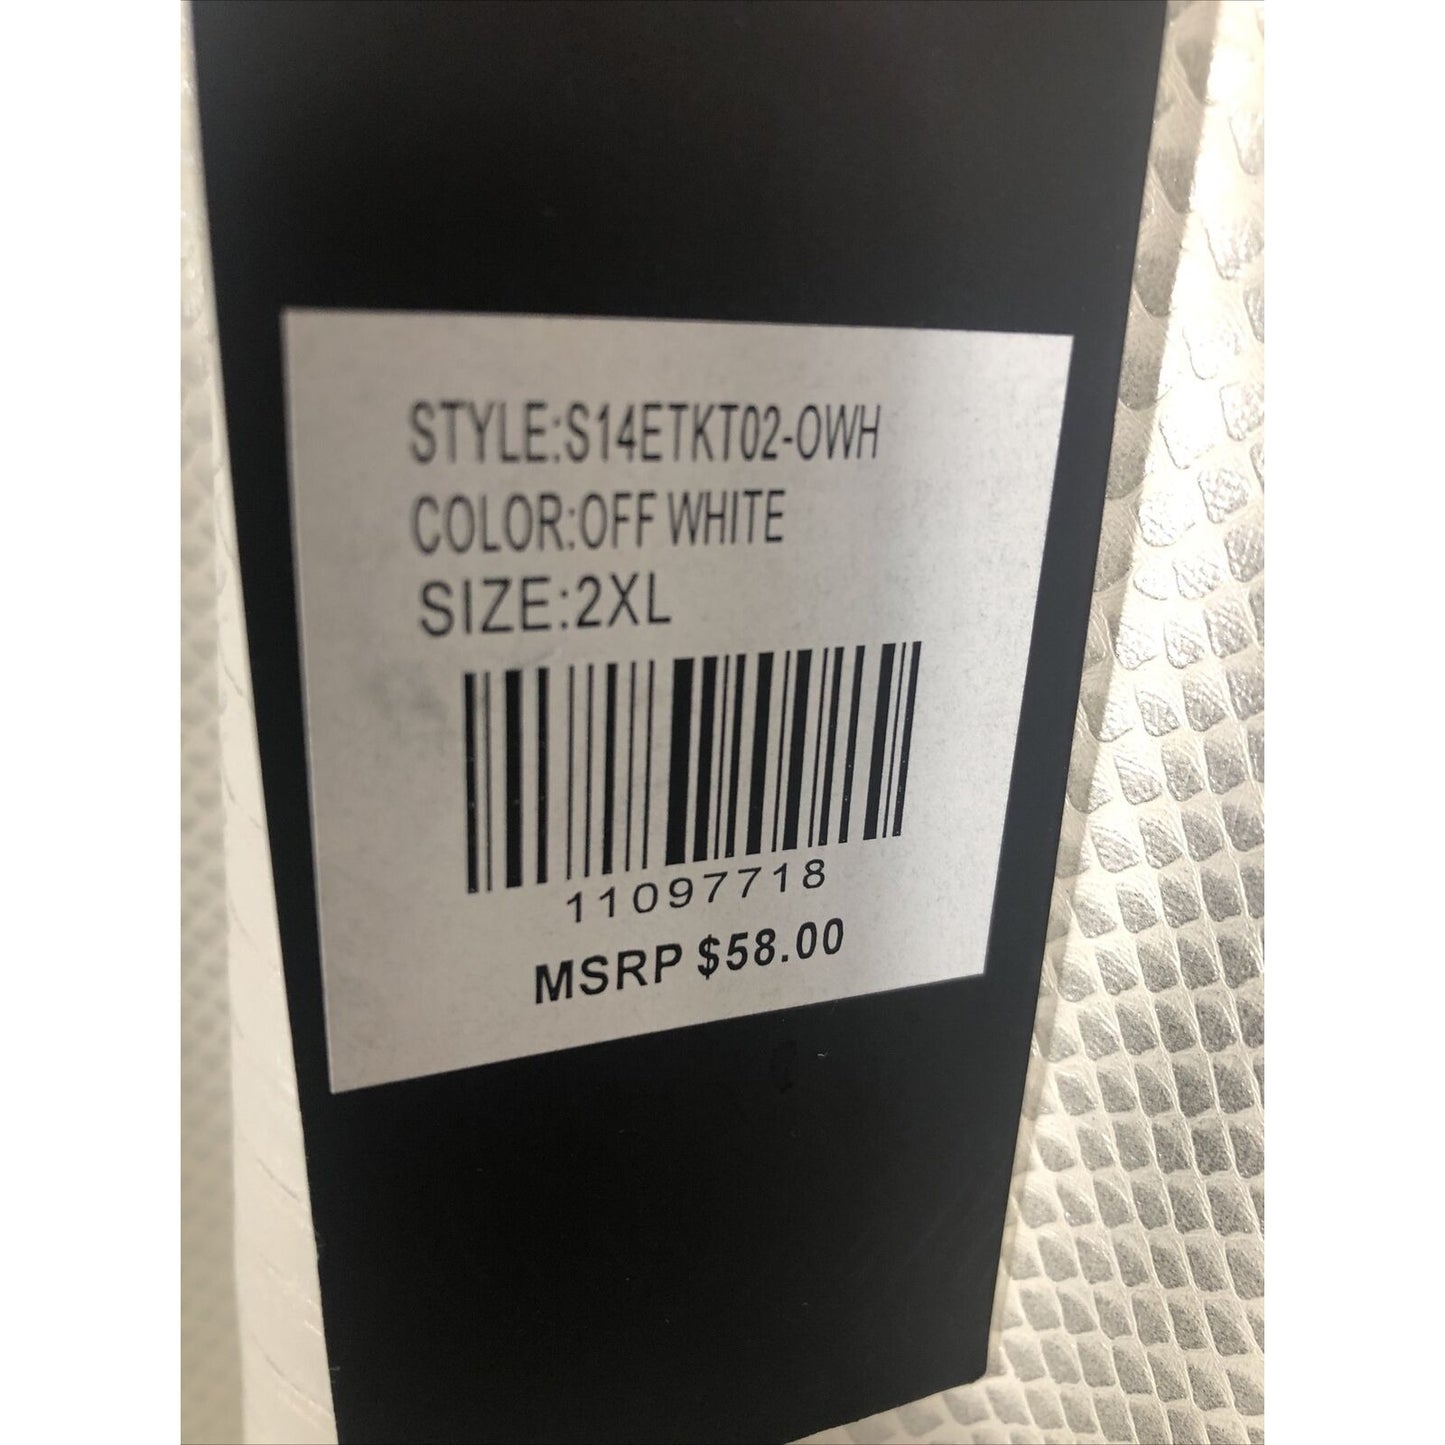 STYLE:S14ETKT02-OWH
COLOR:OFF WHITE
SIZE:2XL
11097718
MSRP $58.00